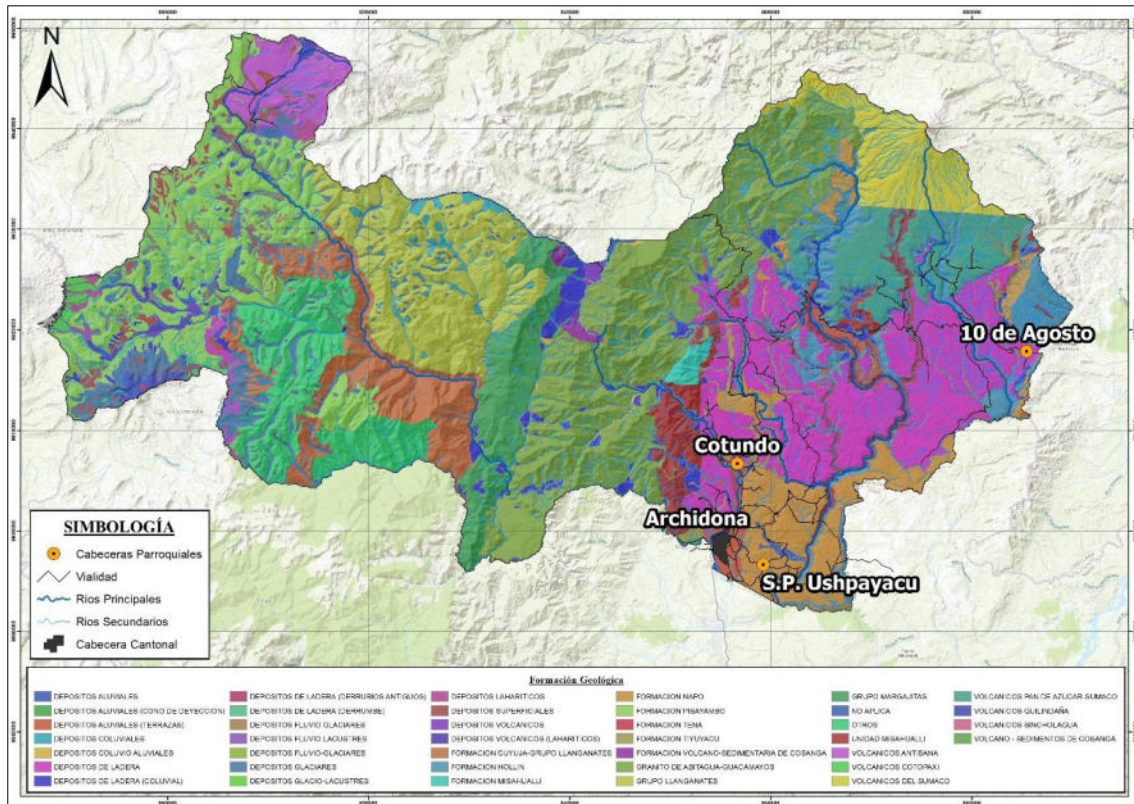 N
10 de Agosto
Cotundo
Archidona
S.P. Ushpayacu
SIMBOLOGÍA
Cabeceras Parroquiales
Vialidad
Ríos Principales
Ríos Secundarios
Cabecera Cantonal
Formación Geológica
DEPOSITOS ALUVIALES
DEPOSITOS ALUVIALES (CONO DE DEYECCION)
DEPOSITOS ALUVIALES (TERRAZAS)
DEPOSITOS COLUVIALES
DEPOSITOS COLUVIO ALUVIALES
DEPOSITOS DE LADERA
DEPOSITOS DE LADERA (COLUVIAL)
DEPOSITOS DE LADERA (DERRUBIOS ANTIGUOS)
DEPOSITOS DE LADERA (DERRUMBE)
DEPOSITOS FLUVIO GLACIARES
DEPOSITOS FLUVIO LACUSTRES
DEPOSITOS FLUVIO-GLACIARES
DEPOSITOS GLACIARES
DEPOSITOS GLACIO-LACUSTRES
DEPOSITOS LAHARITICOS
DEPOSITOS SUPERFICIALES
DEPOSITOS VOLCANICOS
DEPOSITOS VOLCANICOS (LAHARITICOS)
FORMACION CUYUJA-GRUPO LLANGANATES
FORMACION HOLLIN
FORMACION MISAHUALLI
FORMACION NAPO
FORMACION PISAYAMBO
FORMACION TENA
FORMACION TIYUYACU
FORMACION VOLCANO-SEDIMENTARIA DE COSANGA
GRANITO DE ABITAGUA-GUACAMAYOS
GRUPO LLANGANATES
GRUPO MARGAJITAS
NO APLICA
OTROS
UNIDAD MISAHUALLI
VOLCANICOS ANTISANA
VOLCANICOS COTOPAXI
VOLCANICOS DEL SUMACO
VOLCANICOS PAN DE AZUCAR-SUMACO
VOLCANICOS QUILINDAÑA
VOLCANICOS SINCHOLAGUA
VOLCANO - SEDIMENTOS DE COSANGA